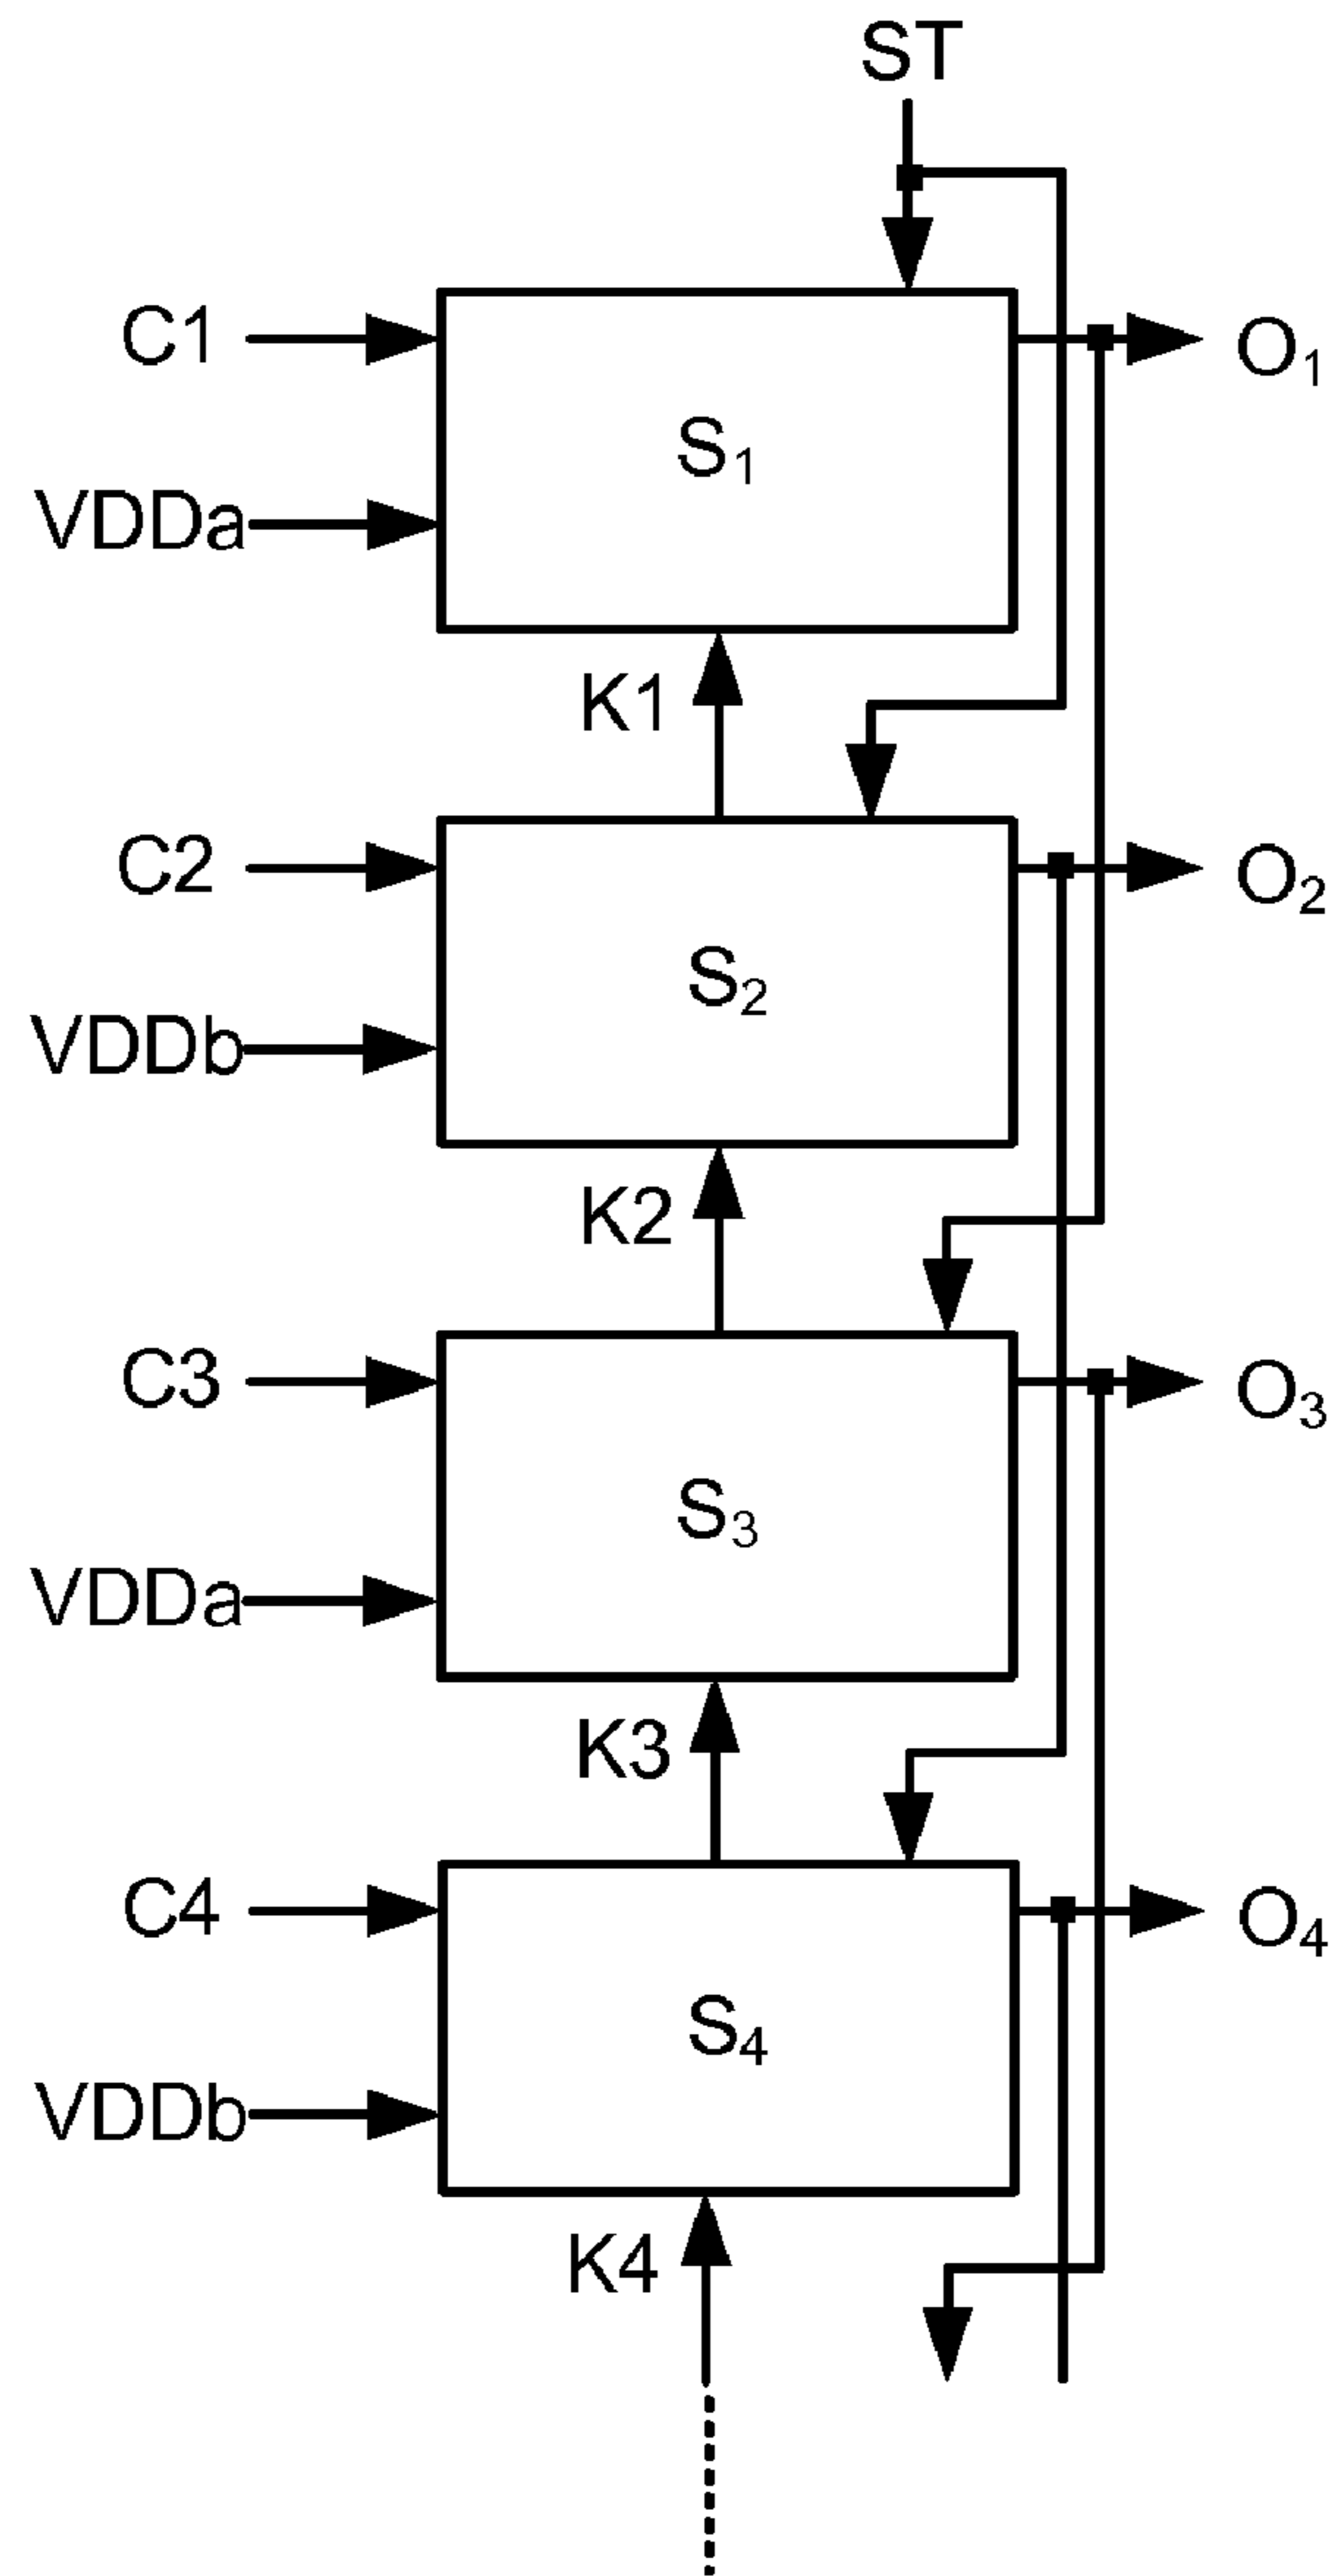 ST
C1
O₁
S₁
VDDa
K1
C2
O₂
S₂
VDDb
K2
C3
O₃
S₃
VDDa
K3
C4
O₄
S₄
VDDb
K4